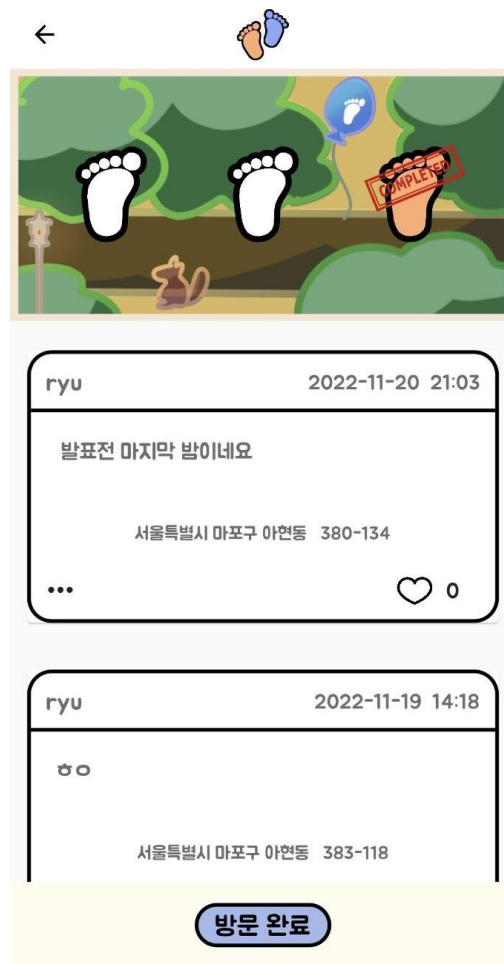 COMPLETED
ryu 2022-11-20 21:03
발표전 마지막 밤이네요
서울특별시 마포구 아현동 380-134
••• 0
ryu 2022-11-19 14:18
ㅎㅇ
서울특별시 마포구 아현동 383-118
방문 완료